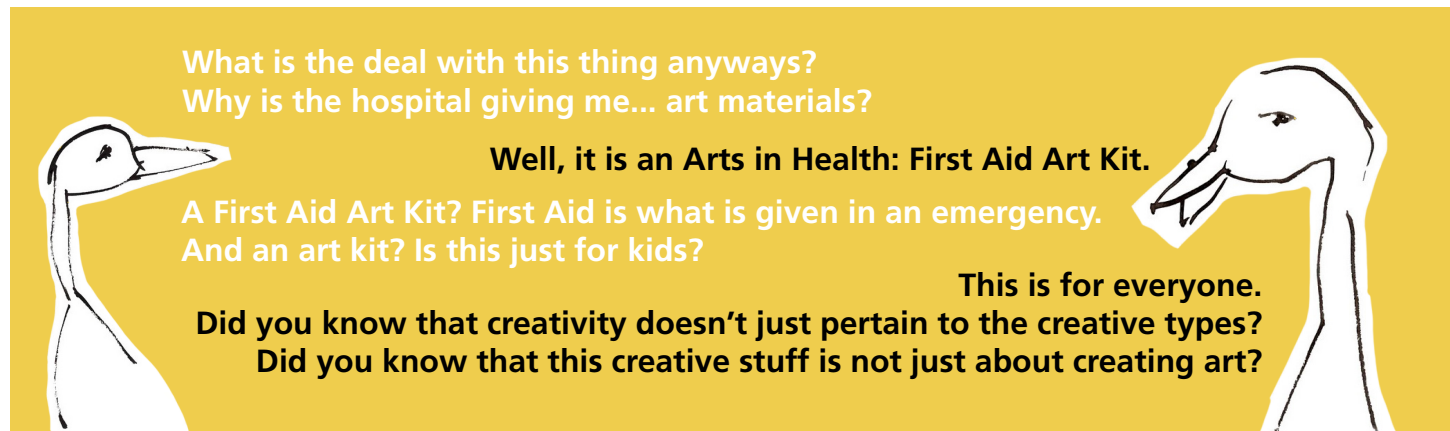 What is the deal with this thing anyways?
Why is the hospital giving me... art materials?
Well, it is an Arts in Health: First Aid Art Kit.
A First Aid Art Kit? First Aid is what is given in an emergency.
And an art kit? Is this just for kids?
This is for everyone.
Did you know that creativity doesn’t just pertain to the creative types?
Did you know that this creative stuff is not just about creating art?